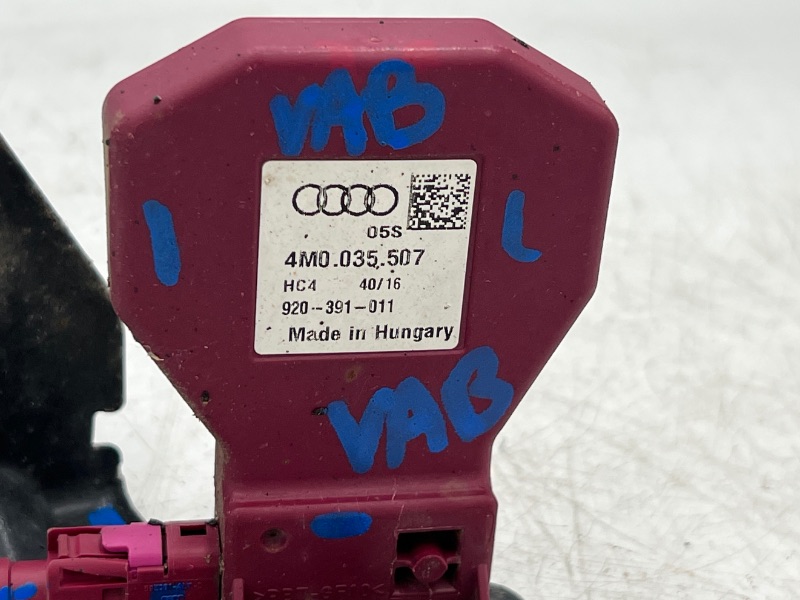 VAB
05S
4M0.035.507
HC4 40/16
920-391-011
Made in Hungary
VAB